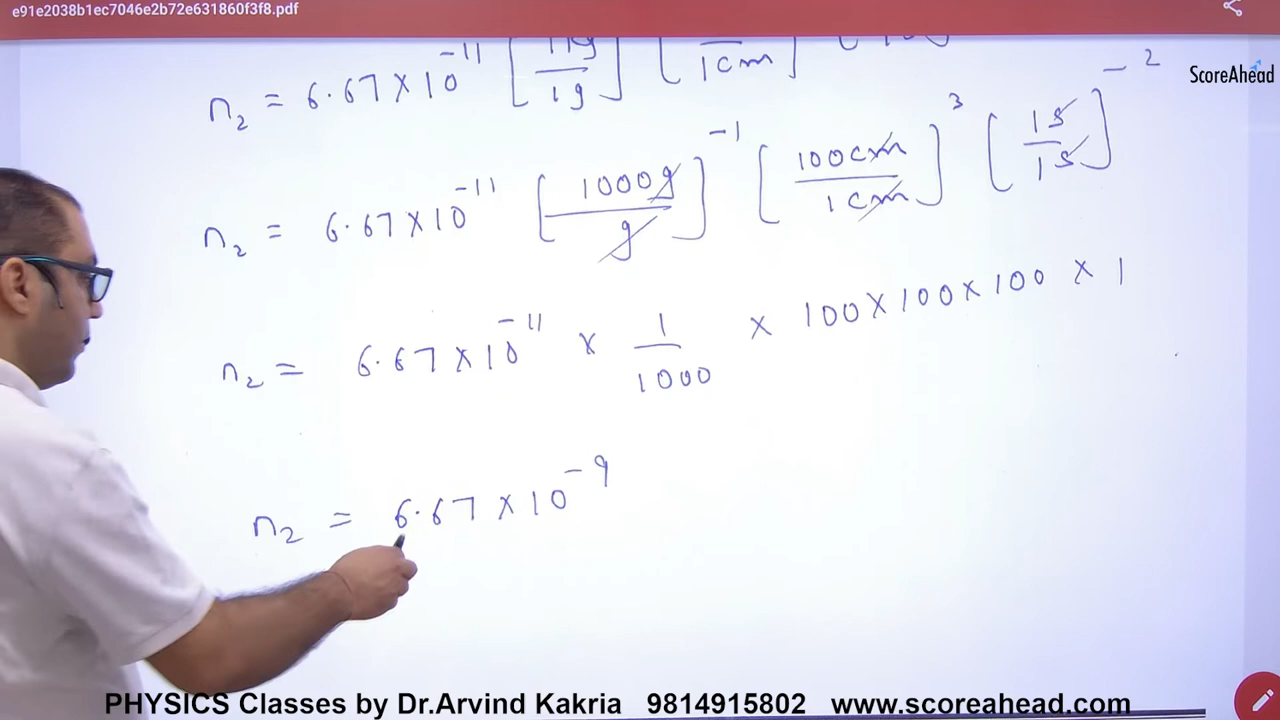 e91e2038b1ec7046e2b72e631860f3f8.pdf
ScoreAhead
n₂ = 6.67 × 10⁻¹¹ [ / 1g] [ / 1cm]
n₂ = 6.67 × 10⁻¹¹ [1000g / g]⁻¹ [100cm / 1cm]³ [1s / 1s]⁻²
n₂ = 6.67 × 10⁻¹¹ × 1/1000 × 100 × 100 × 100 × 1
n₂ = 6.67 × 10⁻⁹
PHYSICS Classes by Dr.Arvind Kakria 9814915802 www.scoreahead.com